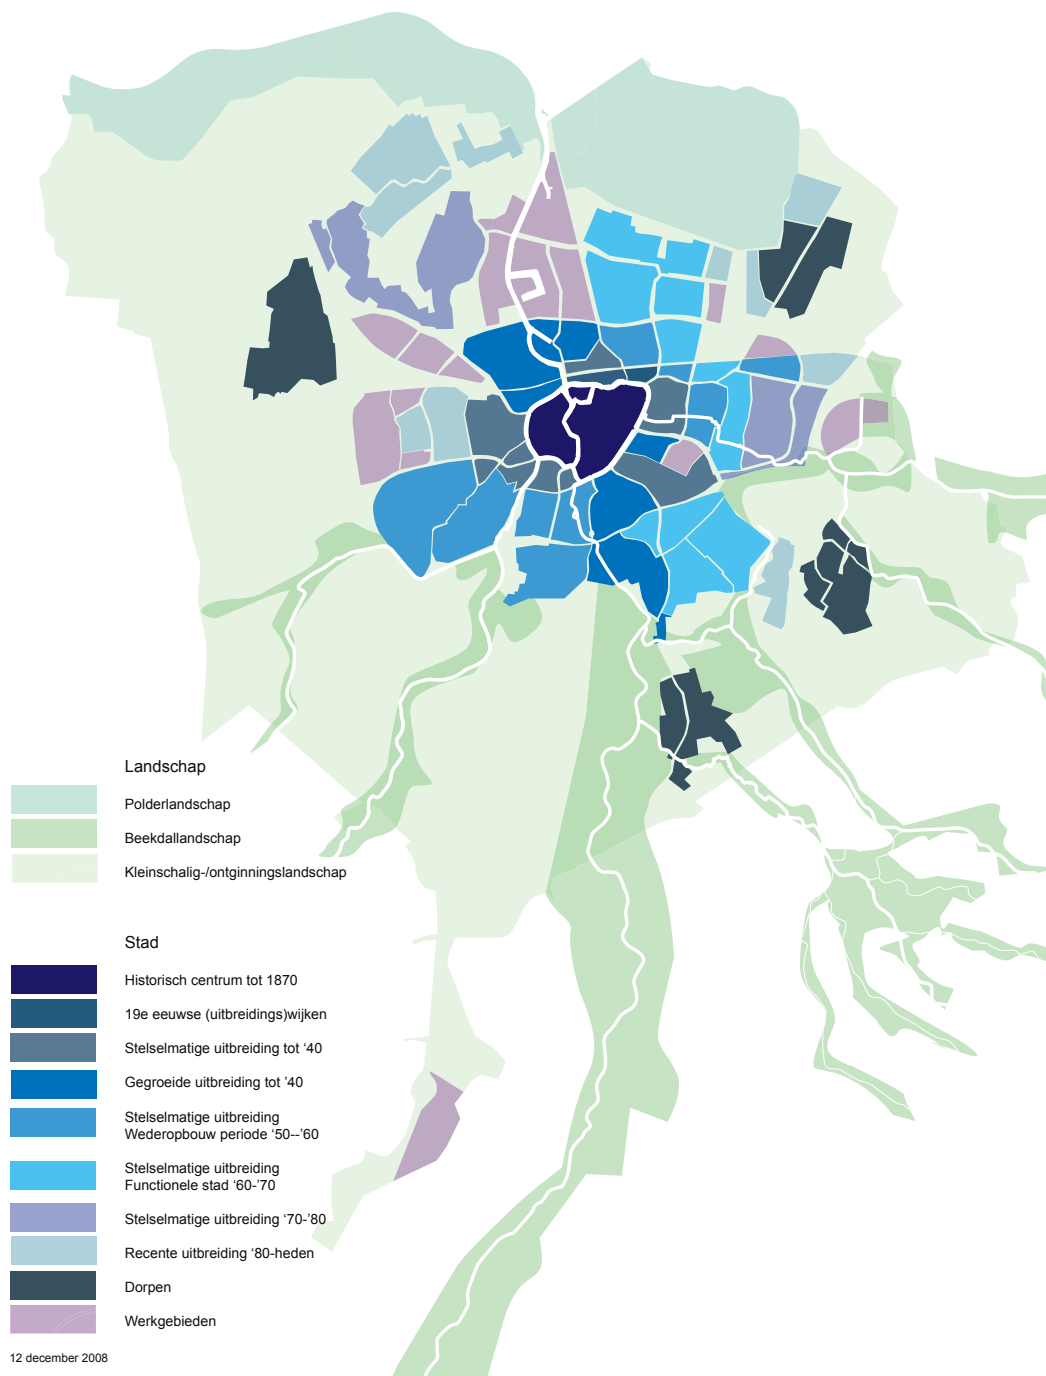 Landschap
Polderlandschap
Beekdallandschap
Kleinschalig-/ontginningslandschap
Stad
Historisch centrum tot 1870
19e eeuwse (uitbreidings)wijken
Stelselmatige uitbreiding tot ‘40
Gegroeide uitbreiding tot ’40
Stelselmatige uitbreiding
Wederopbouw periode ‘50--’60
Stelselmatige uitbreiding
Functionele stad ‘60-’70
Stelselmatige uitbreiding ‘70-’80
Recente uitbreiding ‘80-heden
Dorpen
Werkgebieden
12 december 2008